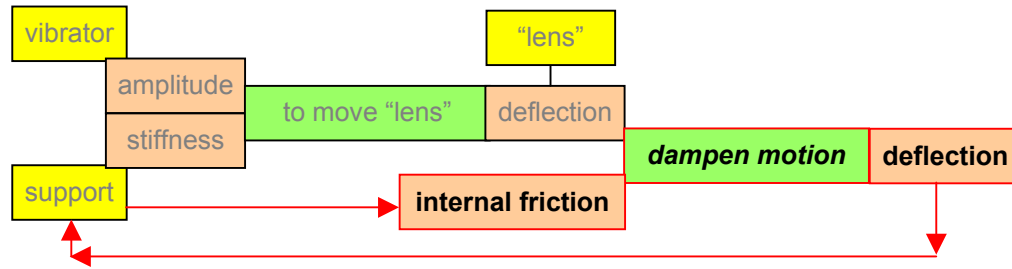 vibrator
“lens”
amplitude
to move “lens”
deflection
stiffness
dampen motion
deflection
support
internal friction